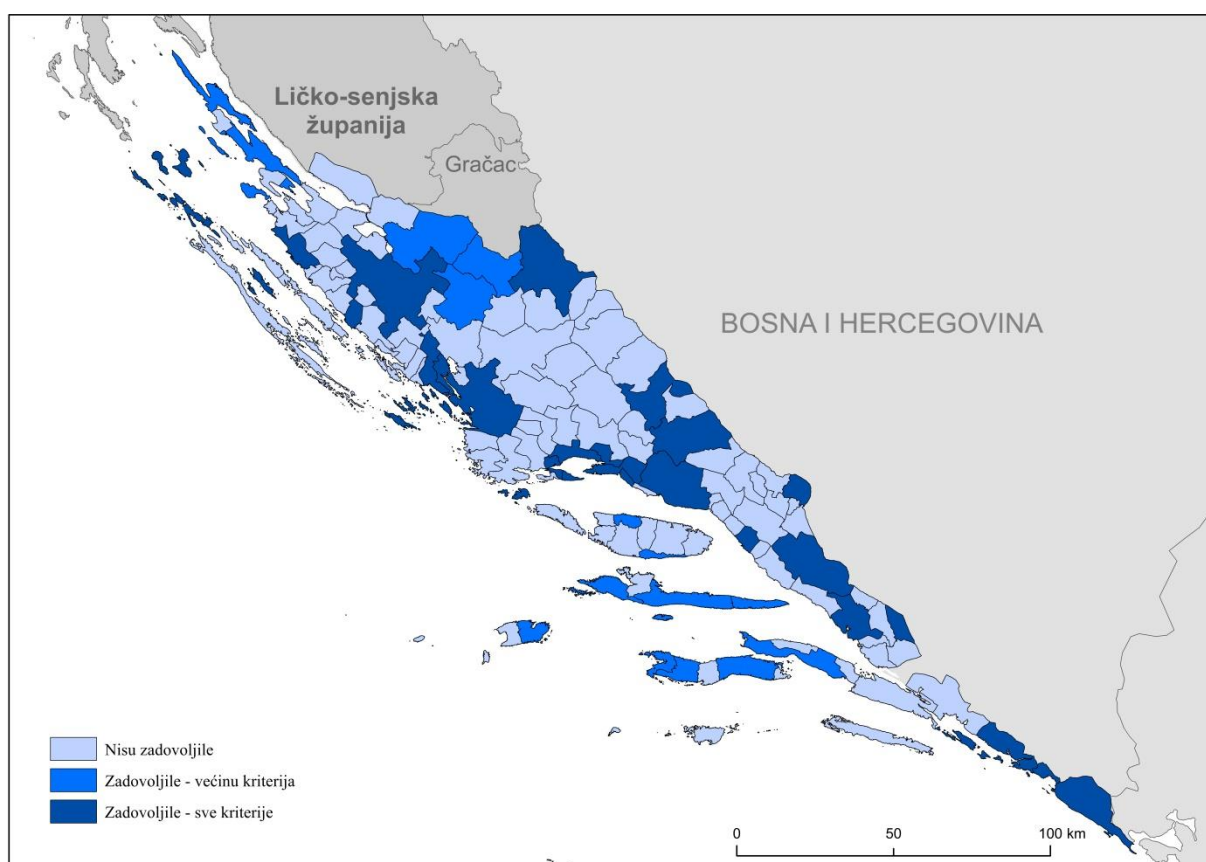 Ličko-senjska
županija
Gračac
BOSNA I HERCEGOVINA
Nisu zadovoljile
Zadovoljile - većinu kriterija
Zadovoljile - sve kriterije
0 50 100 km